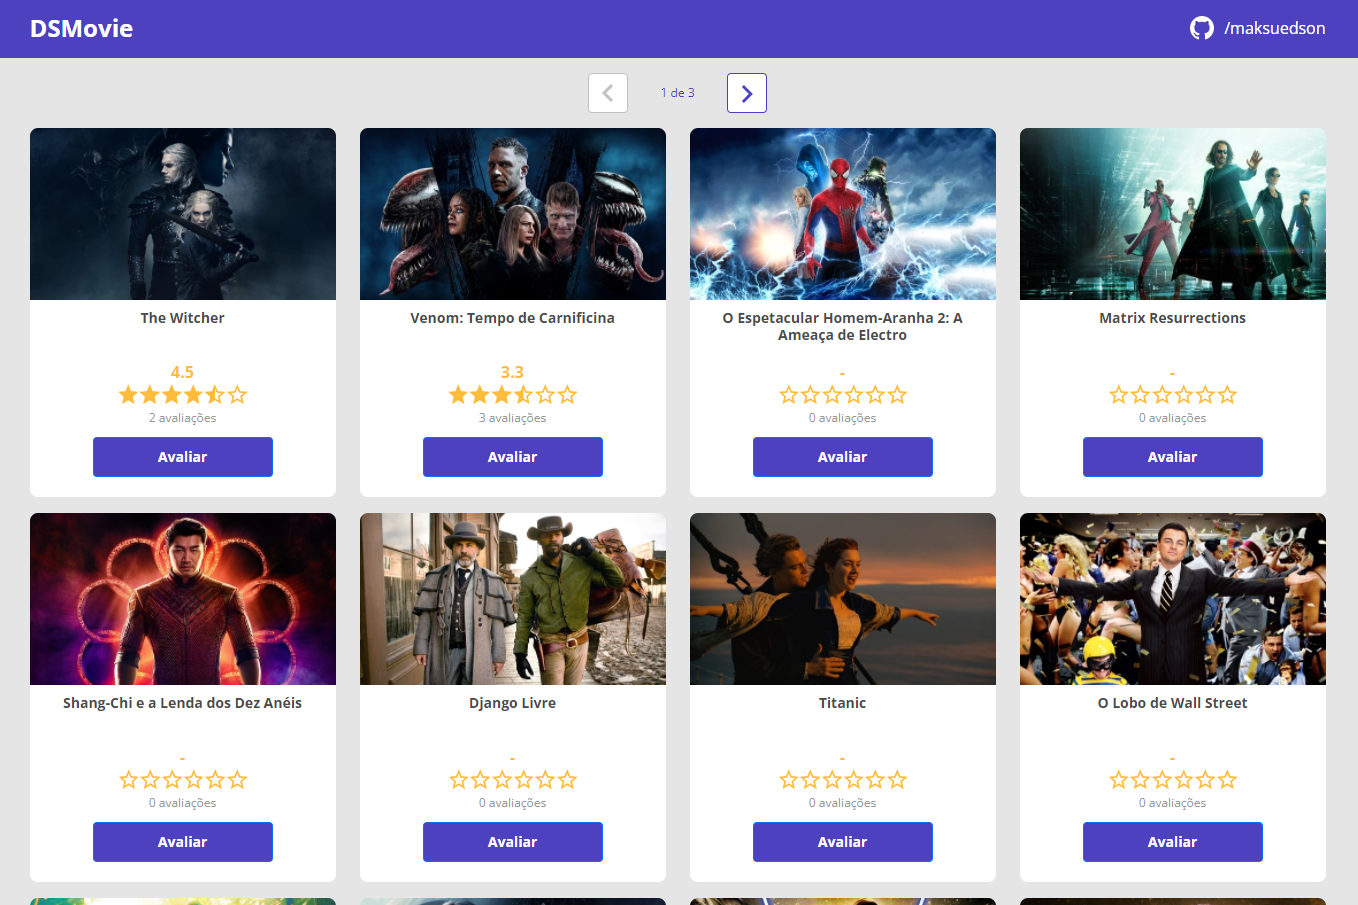 DSMovie
/maksuedson
1 de 3
The Witcher
Venom: Tempo de Carnificina
O Espetacular Homem-Aranha 2: A
Ameaça de Electro
Matrix Resurrections
4.5
3.3
-
-
2 avaliações
3 avaliações
0 avaliações
0 avaliações
Avaliar
Avaliar
Avaliar
Avaliar
Shang-Chi e a Lenda dos Dez Anéis
Django Livre
Titanic
O Lobo de Wall Street
-
-
-
-
0 avaliações
0 avaliações
0 avaliações
0 avaliações
Avaliar
Avaliar
Avaliar
Avaliar